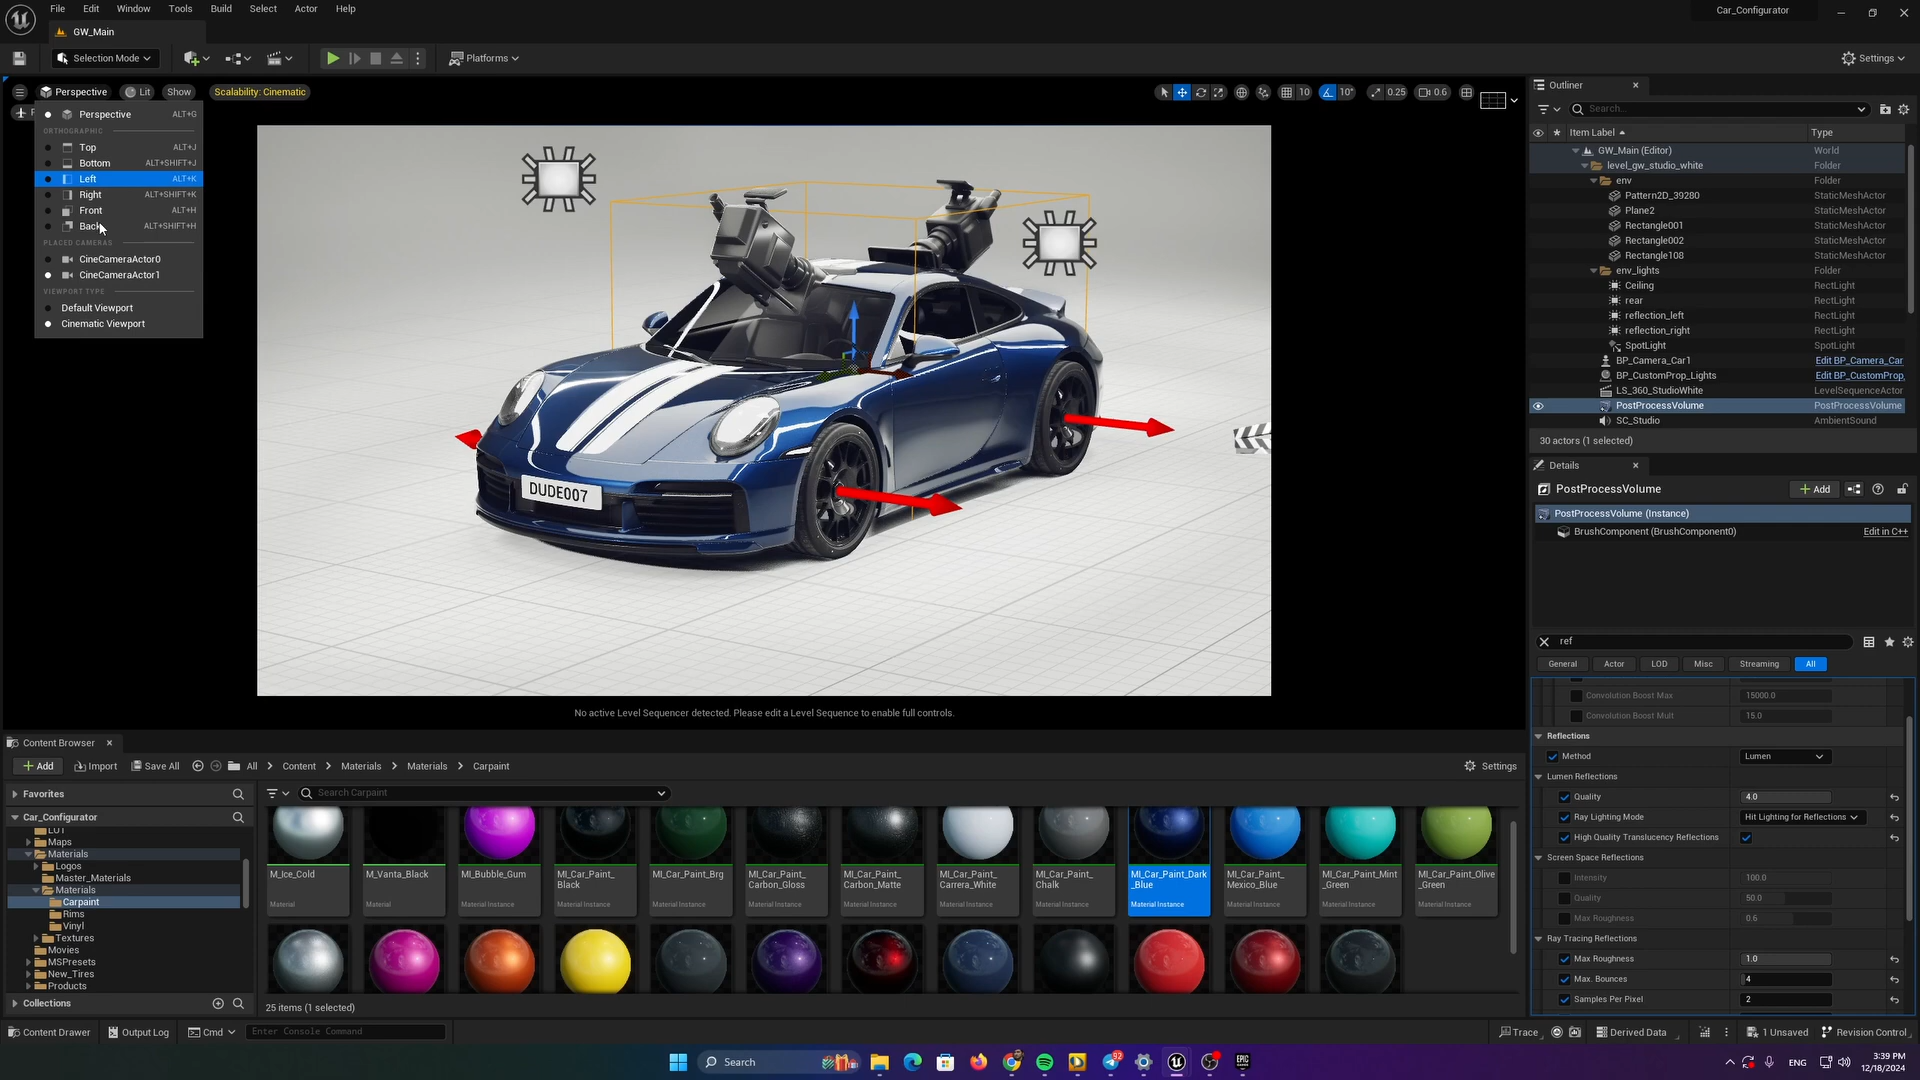 File Edit Window Tools Build Select Actor Help
Car_Configurator
GW_Main
Selection Mode
Platforms
Settings
Perspective Lit Show Scalability: Cinematic
10 10° 0.25 0.6
Perspective ALT+G
ORTHOGRAPHIC
Top ALT+J
Bottom ALT+SHIFT+J
Left ALT+K
Right ALT+SHIFT+K
Front ALT+H
Back ALT+SHIFT+H
PLACED CAMERAS
CineCameraActor0
CineCameraActor1
VIEWPORT TYPE
Default Viewport
Cinematic Viewport
DUDE007
No active Level Sequencer detected. Please edit a Level Sequence to enable full controls.
Outliner
Search...
Item Label Type
GW_Main (Editor) World
level_gw_studio_white Folder
env Folder
Pattern2D_39280 StaticMeshActor
Plane2 StaticMeshActor
Rectangle001 StaticMeshActor
Rectangle002 StaticMeshActor
Rectangle108 StaticMeshActor
env_lights Folder
Ceiling RectLight
rear RectLight
reflection_left RectLight
reflection_right RectLight
SpotLight SpotLight
BP_Camera_Car1 Edit BP_Camera_Car
BP_CustomProp_Lights Edit BP_CustomProp_
LS_360_StudioWhite LevelSequenceActor
PostProcessVolume PostProcessVolume
SC_Studio AmbientSound
30 actors (1 selected)
Details
PostProcessVolume
Add
PostProcessVolume (Instance)
BrushComponent (BrushComponent0) Edit in C++
ref
General Actor LOD Misc Streaming All
Convolution Boost Max 15000.0
Convolution Boost Mult 15.0
Reflections
Method Lumen
Lumen Reflections
Quality 4.0
Ray Lighting Mode Hit Lighting for Reflections
High Quality Translucency Reflections
Screen Space Reflections
Intensity 100.0
Quality 50.0
Max Roughness 0.6
Ray Tracing Reflections
Max Roughness 1.0
Max. Bounces 4
Samples Per Pixel 2
Content Browser
Add Import Save All All Content Materials Materials Carpaint
Settings
Favorites
Car_Configurator
LUT
Maps
Materials
Logos
Master_Materials
Materials
Carpaint
Rims
Vinyl
Textures
Movies
MSPresets
New_Tires
Products
Collections
Search Carpaint
M_Ice_Cold
Material
M_Vanta_Black
Material
MI_Bubble_Gum
Material Instance
MI_Car_Paint_
Black
Material Instance
MI_Car_Paint_Brg
Material Instance
MI_Car_Paint_
Carbon_Gloss
Material Instance
MI_Car_Paint_
Carbon_Matte
Material Instance
MI_Car_Paint_
Carrera_White
Material Instance
MI_Car_Paint_
Chalk
Material Instance
MI_Car_Paint_Dark
_Blue
Material Instance
MI_Car_Paint_
Mexico_Blue
Material Instance
MI_Car_Paint_Mint
_Green
Material Instance
MI_Car_Paint_Olive
_Green
Material Instance
25 items (1 selected)
Content Drawer Output Log Cmd Enter Console Command
Trace Derived Data 1 Unsaved Revision Control
Search
92
EPIC
ENG
3:39 PM
12/18/2024